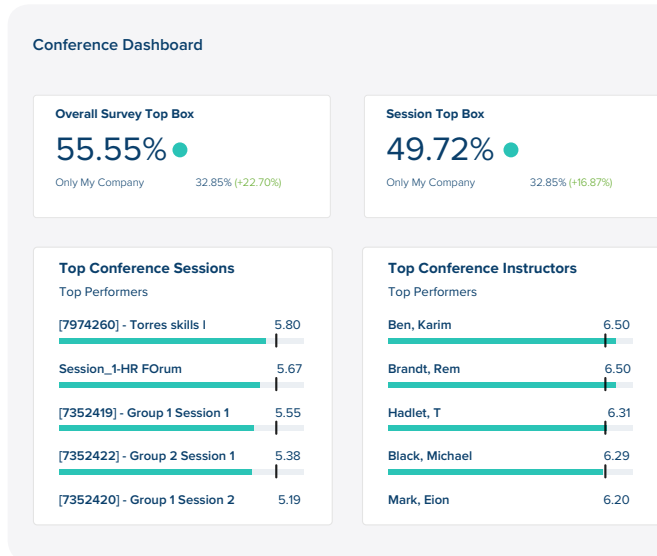 Conference Dashboard
Overall Survey Top Box
55.55%
Only My Company 32.85% (+22.70%)
Session Top Box
49.72%
Only My Company 32.85% (+16.87%)
Top Conference Sessions
Top Performers
[7974260] - Torres skills l 5.80
Session_1-HR FOrum 5.67
[7352419] - Group 1 Session 1 5.55
[7352422] - Group 2 Session 1 5.38
[7352420] - Group 1 Session 2 5.19
Top Conference Instructors
Top Performers
Ben, Karim 6.50
Brandt, Rem 6.50
Hadlet, T 6.31
Black, Michael 6.29
Mark, Eion 6.20